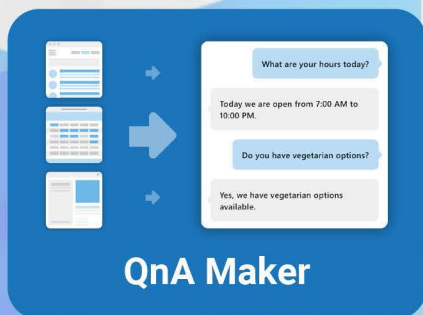 What are your hours today?
Today we are open from 7:00 AM to
10:00 PM.
Do you have vegetarian options?
Yes, we have vegetarian options
available.
QnA Maker